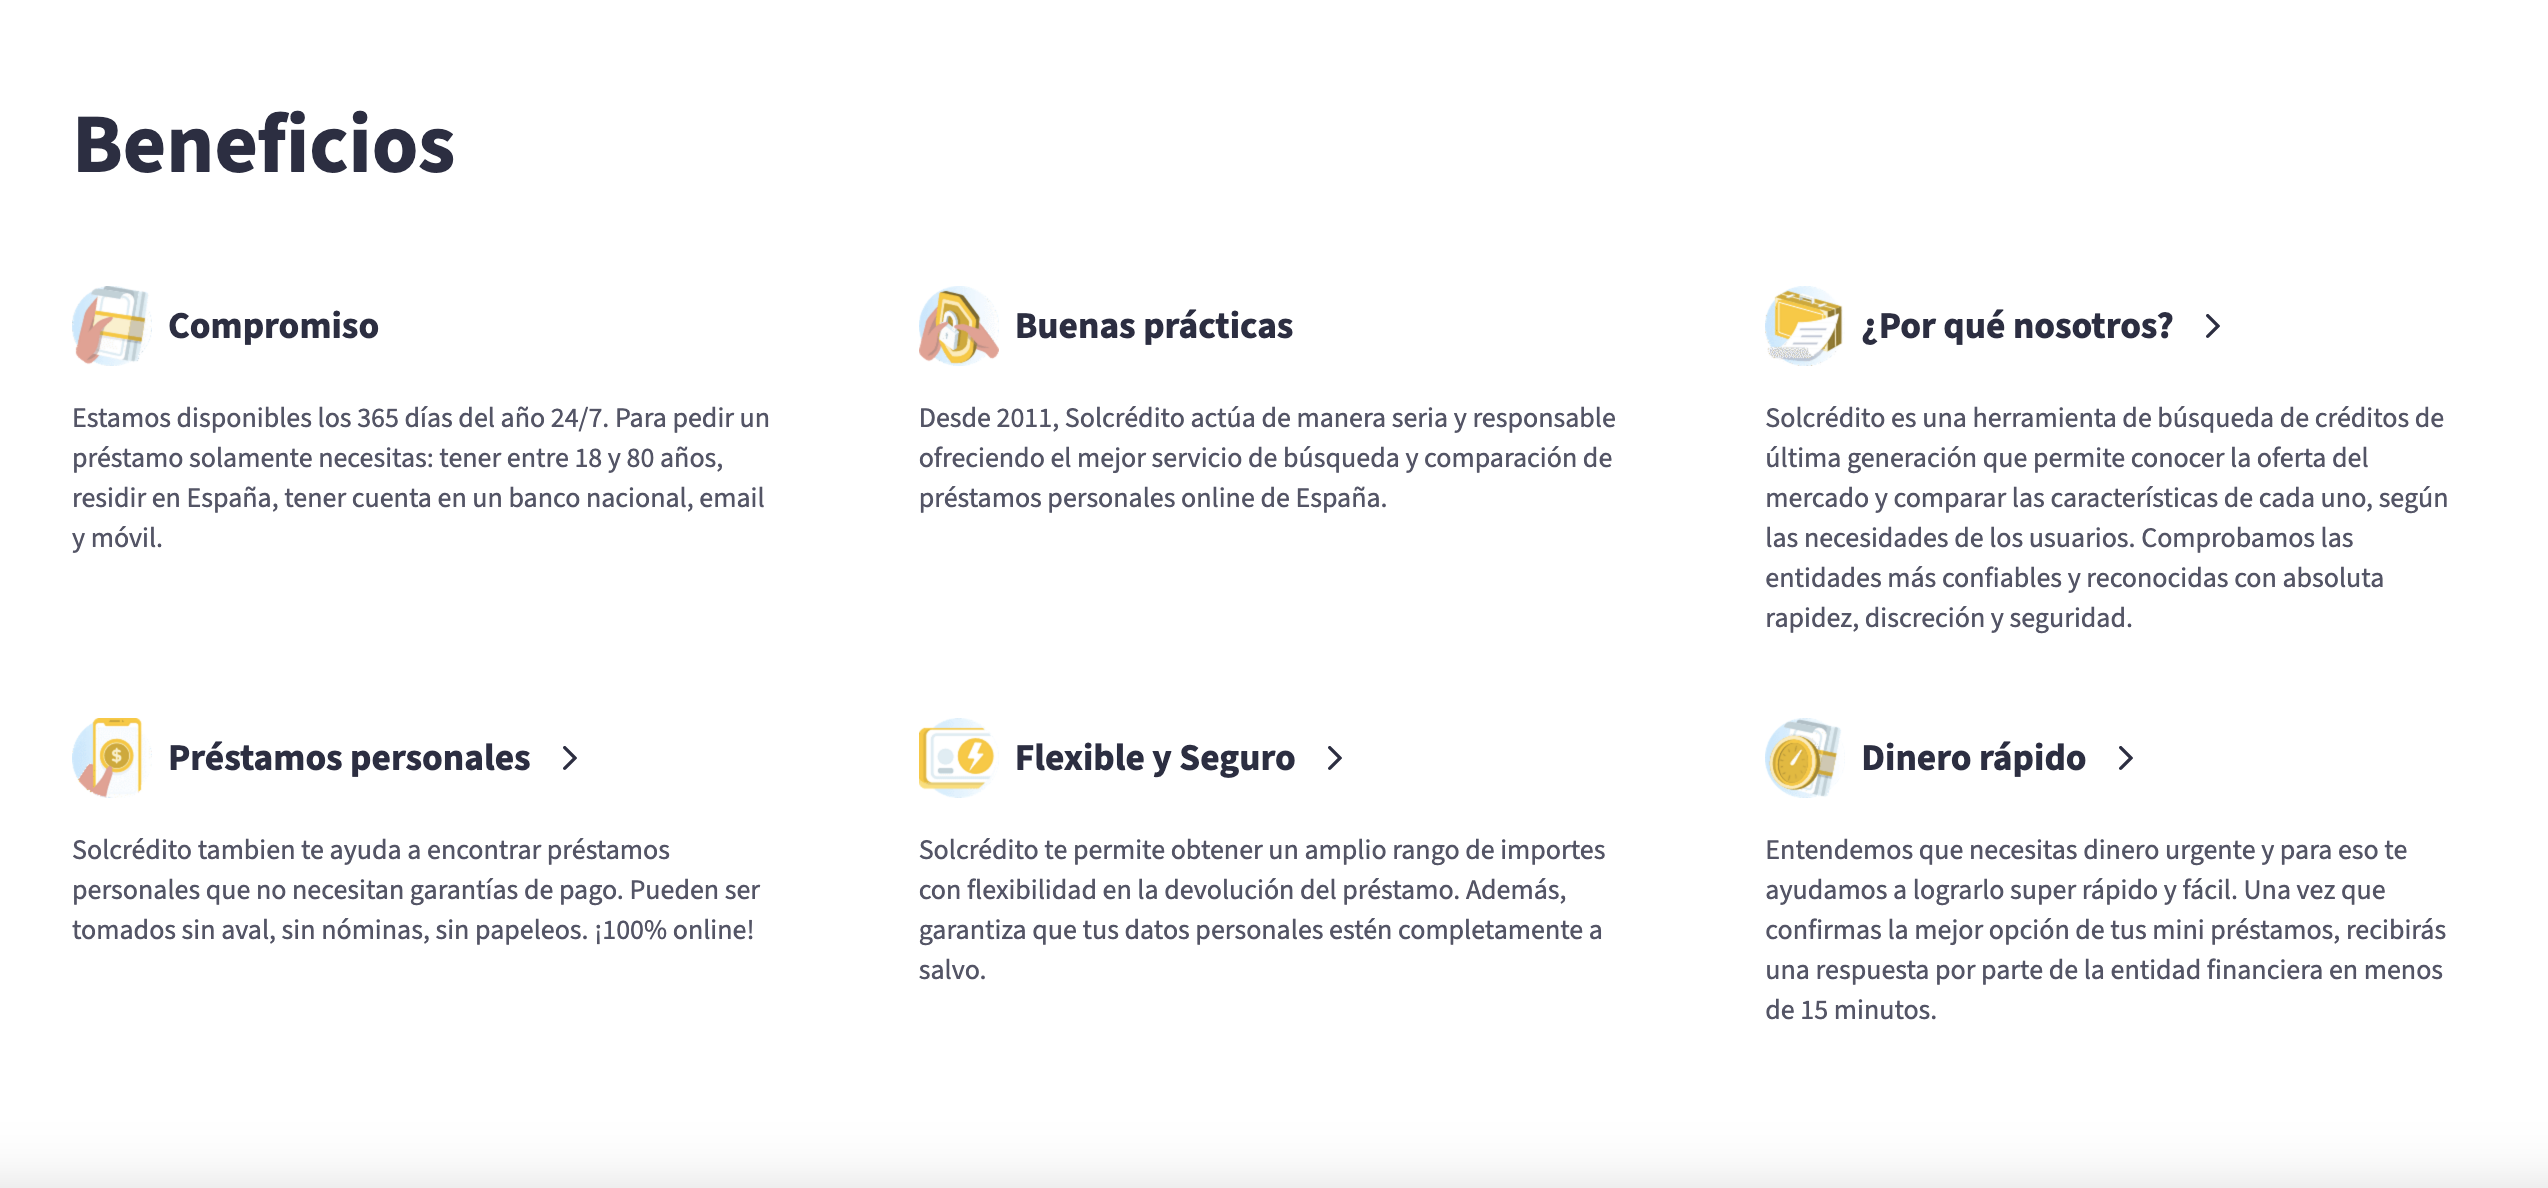 Beneficios
Compromiso
Estamos disponibles los 365 días del año 24/7. Para pedir un
préstamo solamente necesitas: tener entre 18 y 80 años,
residir en España, tener cuenta en un banco nacional, email
y móvil.
Buenas prácticas
Desde 2011, Solcrédito actúa de manera seria y responsable
ofreciendo el mejor servicio de búsqueda y comparación de
préstamos personales online de España.
¿Por qué nosotros?
Solcrédito es una herramienta de búsqueda de créditos de
última generación que permite conocer la oferta del
mercado y comparar las características de cada uno, según
las necesidades de los usuarios. Comprobamos las
entidades más confiables y reconocidas con absoluta
rapidez, discreción y seguridad.
Préstamos personales
Solcrédito tambien te ayuda a encontrar préstamos
personales que no necesitan garantías de pago. Pueden ser
tomados sin aval, sin nóminas, sin papeleos. ¡100% online!
Flexible y Seguro
Solcrédito te permite obtener un amplio rango de importes
con flexibilidad en la devolución del préstamo. Además,
garantiza que tus datos personales estén completamente a
salvo.
Dinero rápido
Entendemos que necesitas dinero urgente y para eso te
ayudamos a lograrlo super rápido y fácil. Una vez que
confirmas la mejor opción de tus mini préstamos, recibirás
una respuesta por parte de la entidad financiera en menos
de 15 minutos.